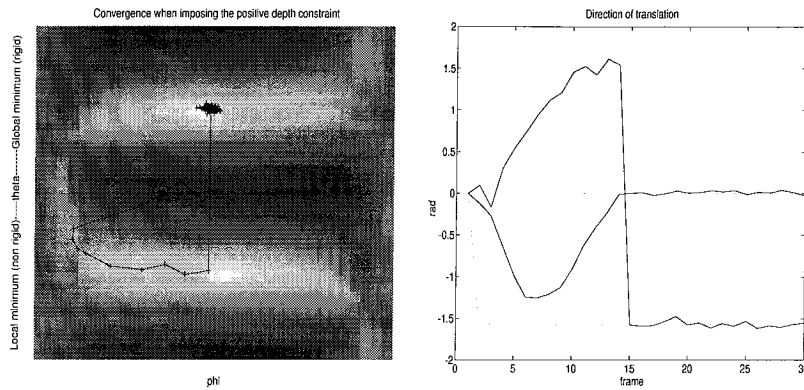 Convergence when imposing the positive depth constraint
Local minimum (non rigid)-----theta-------Global minimum (rigid)
phi
Direction of translation
2
1.5
1
0.5
0
-0.5
-1
-1.5
-2
rad
0
5
10
15
20
25
30
frame